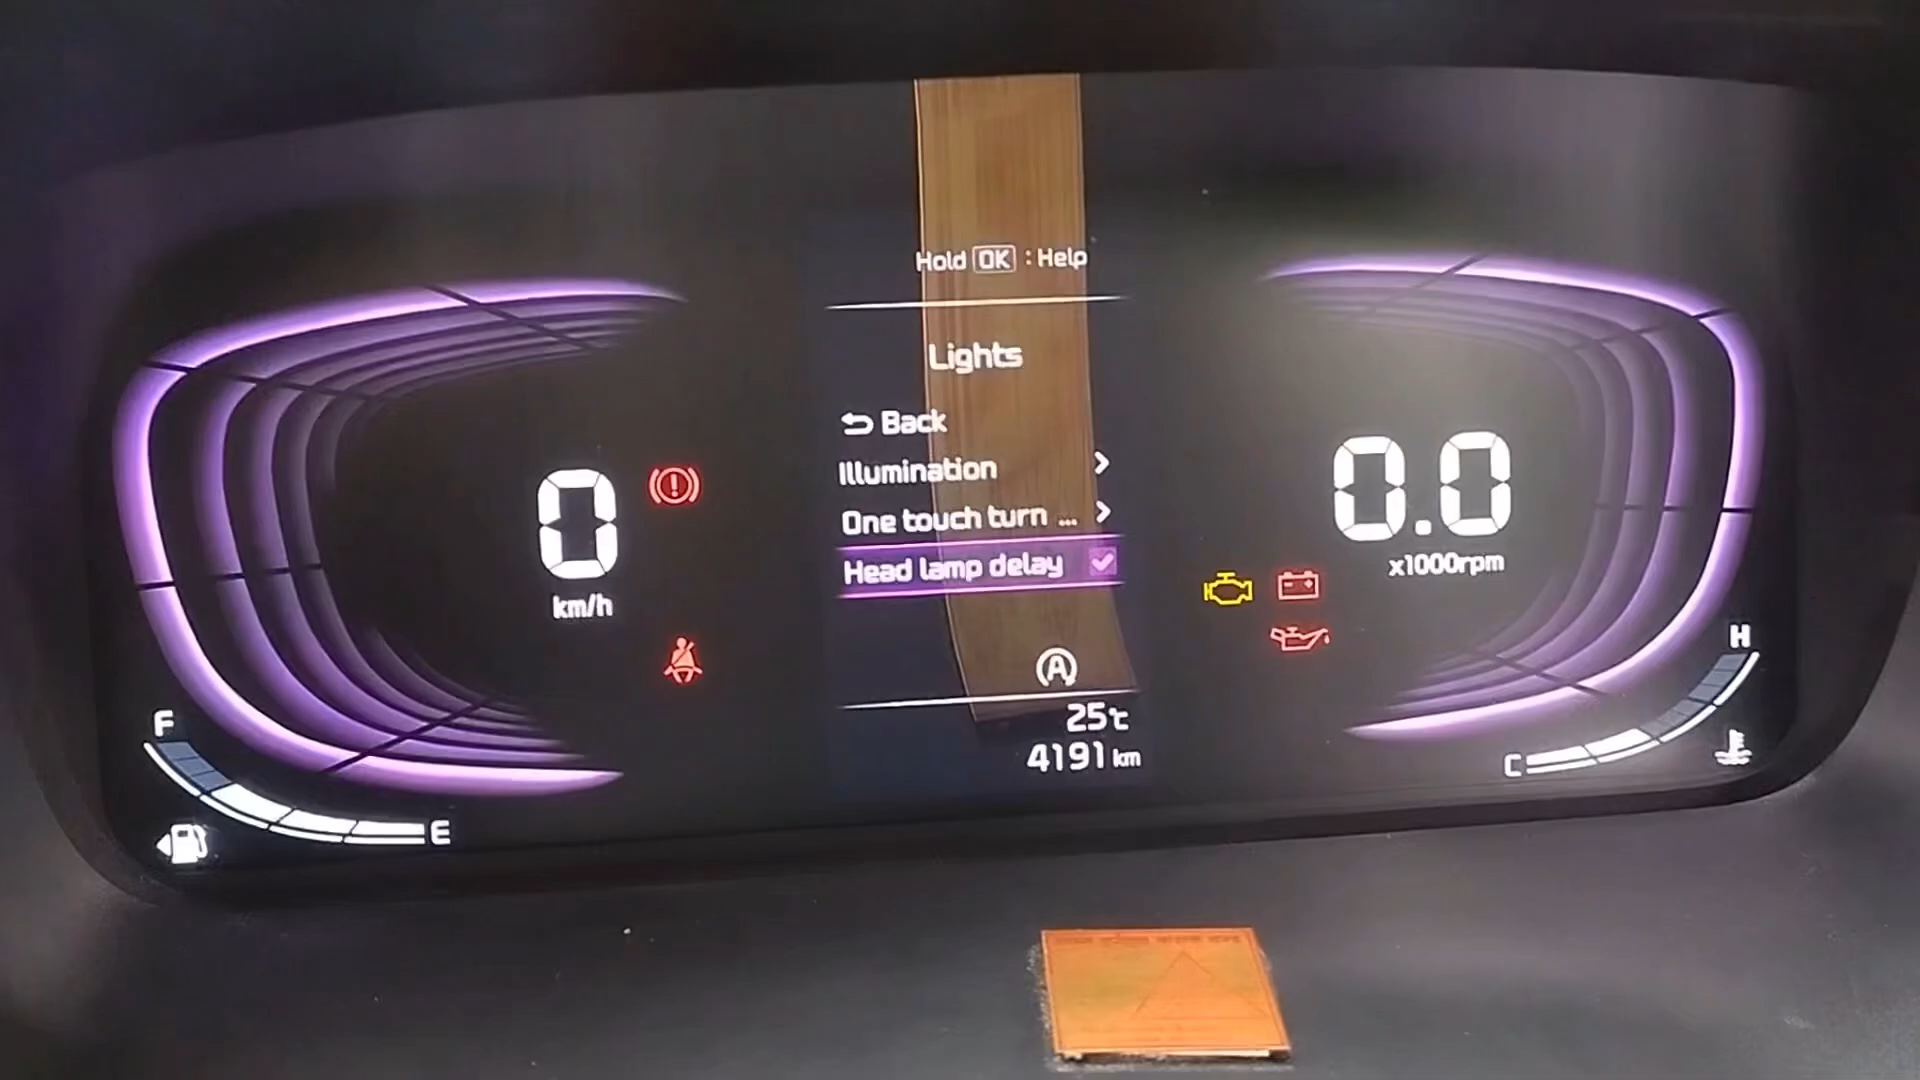 Hold OK : Help
Lights
Back
Illumination
One touch turn ...
Head lamp delay
0
km/h
0.0
x1000rpm
A
25℃
4191 km
F
E
H
C